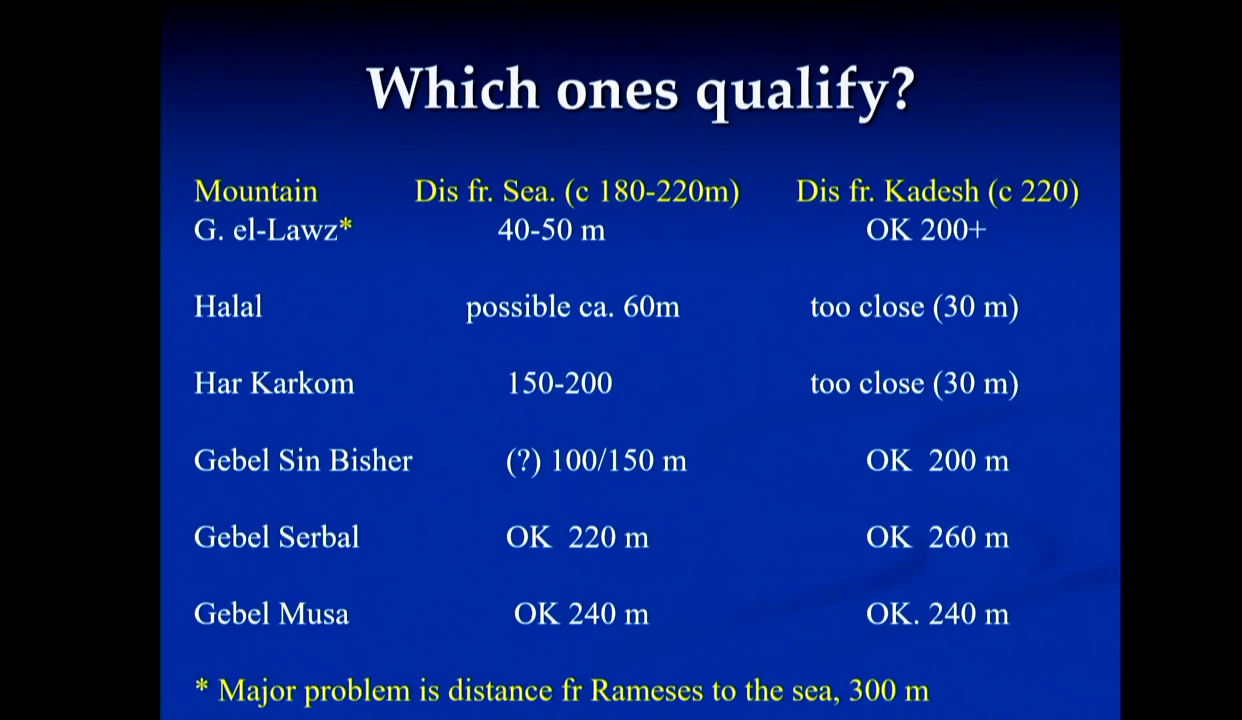 Which ones qualify?
Mountain Dis fr. Sea. (c 180-220m) Dis fr. Kadesh (c 220)
G. el-Lawz* 40-50 m OK 200+
Halal possible ca. 60m too close (30 m)
Har Karkom 150-200 too close (30 m)
Gebel Sin Bisher (?) 100/150 m OK 200 m
Gebel Serbal OK 220 m OK 260 m
Gebel Musa OK 240 m OK. 240 m
* Major problem is distance fr Rameses to the sea, 300 m